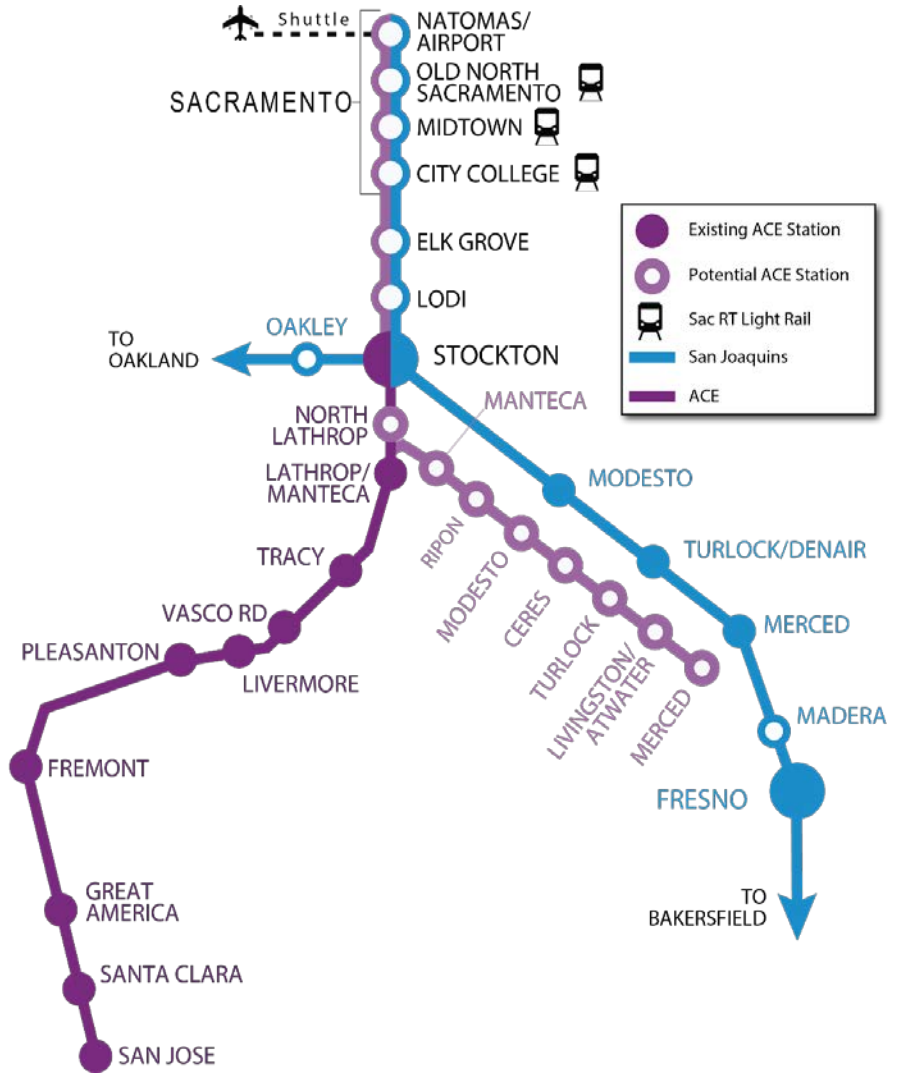 Shuttle
NATOMAS/
AIRPORT
OLD NORTH
SACRAMENTO
SACRAMENTO
MIDTOWN
CITY COLLEGE
ELK GROVE
LODI
Existing ACE Station
Potential ACE Station
Sac RT Light Rail
San Joaquins
ACE
TO
OAKLAND
OAKLEY
STOCKTON
MANTECA
NORTH
LATHROP
LATHROP/
MANTECA
RIPON
MODESTO
CERES
TURLOCK
LIVINGSTON/
ATWATER
MERCED
MODESTO
TURLOCK/DENAIR
MERCED
MADERA
FRESNO
TO
BAKERSFIELD
TRACY
VASCO RD
LIVERMORE
PLEASANTON
FREMONT
GREAT
AMERICA
SANTA CLARA
SAN JOSE